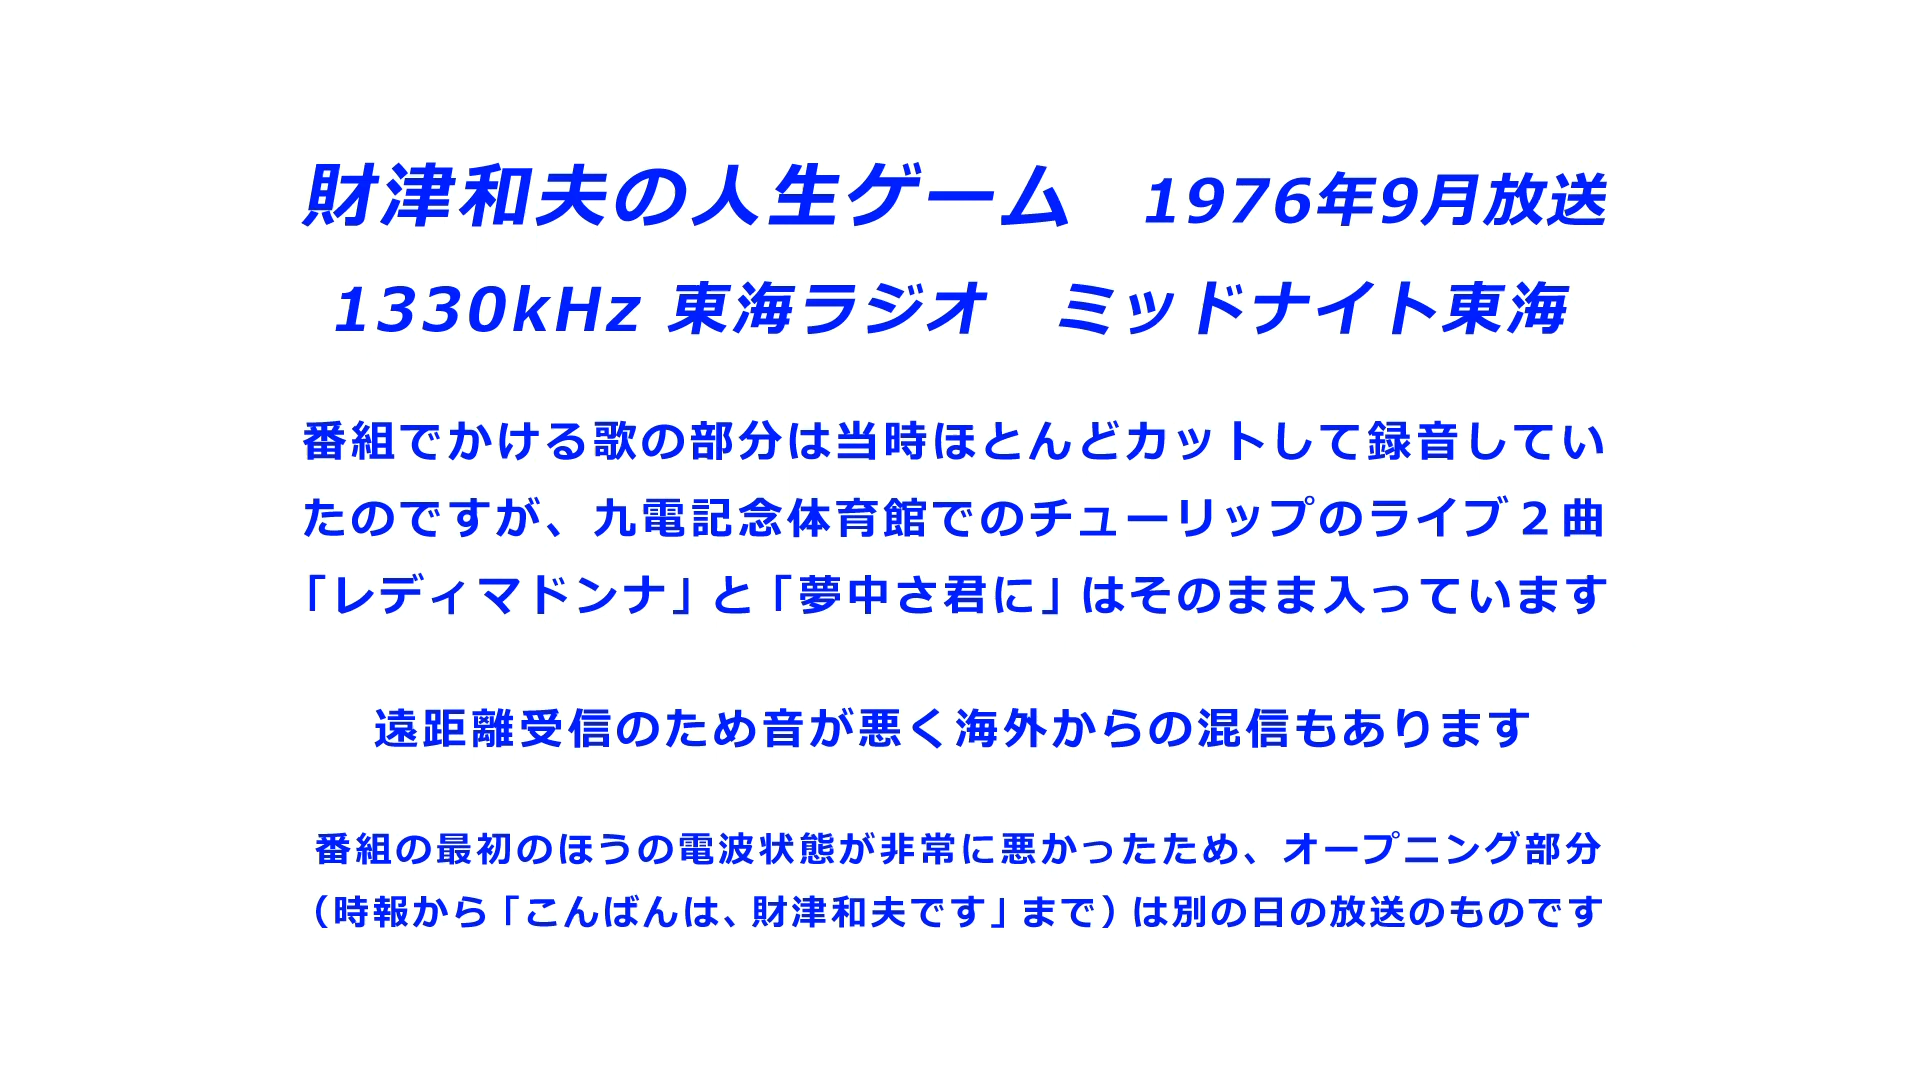 財津和夫の人生ゲーム　1976年9月放送
1330kHz 東海ラジオ　ミッドナイト東海
番組でかける歌の部分は当時ほとんどカットして録音してい
たのですが、九電記念体育館でのチューリップのライブ２曲
「レディマドンナ」と「夢中さ君に」はそのまま入っています
遠距離受信のため音が悪く海外からの混信もあります
番組の最初のほうの電波状態が非常に悪かったため、オープニング部分
（時報から「こんばんは、財津和夫です」まで）は別の日の放送のものです